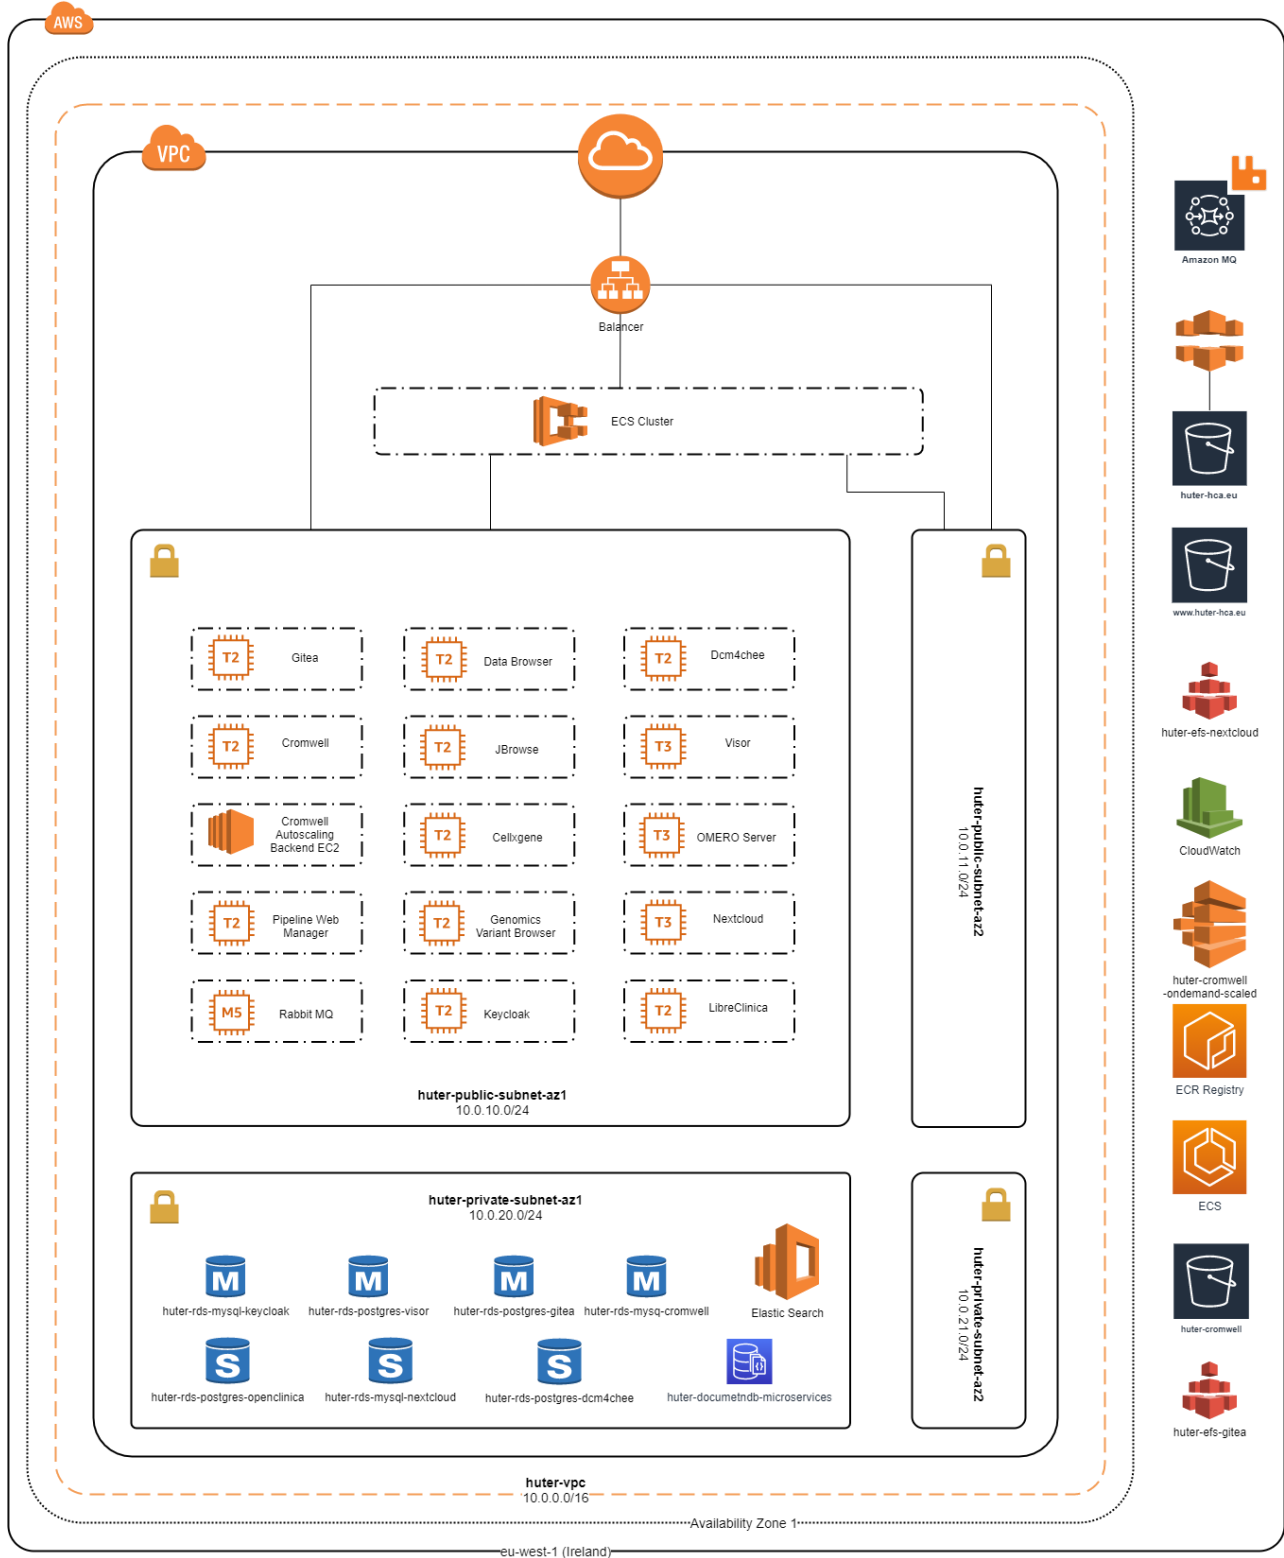 AWS
VPC
Balancer
ECS Cluster
T2
Gitea
T2
Data Browser
T2
Dcm4chee
T2
Cromwell
T2
JBrowse
T3
Visor
Cromwell
Autoscaling
Backend EC2
T2
Cellxgene
T3
OMERO Server
T2
Pipeline Web
Manager
T2
Genomics
Variant Browser
T3
Nextcloud
M5
Rabbit MQ
T2
Keycloak
T2
LibreClinica
huter-public-subnet-az1
10.0.10.0/24
huter-public-subnet-az2
10.0.11.0/24
huter-private-subnet-az1
10.0.20.0/24
M
huter-rds-mysql-keycloak
M
huter-rds-postgres-visor
M
huter-rds-postgres-gitea
M
huter-rds-mysq-cromwell
Elastic Search
S
huter-rds-postgres-openclinica
S
huter-rds-mysql-nextcloud
S
huter-rds-postgres-dcm4chee
huter-documetndb-microservices
huter-private-subnet-az2
10.0.21.0/24
huter-vpc
10.0.0.0/16
Availability Zone 1
eu-west-1 (Ireland)
Amazon MQ
huter-hca.eu
www.huter-hca.eu
huter-efs-nextcloud
CloudWatch
huter-cromwell
-ondemand-scaled
ECR Registry
ECS
huter-cromwell
huter-efs-gitea